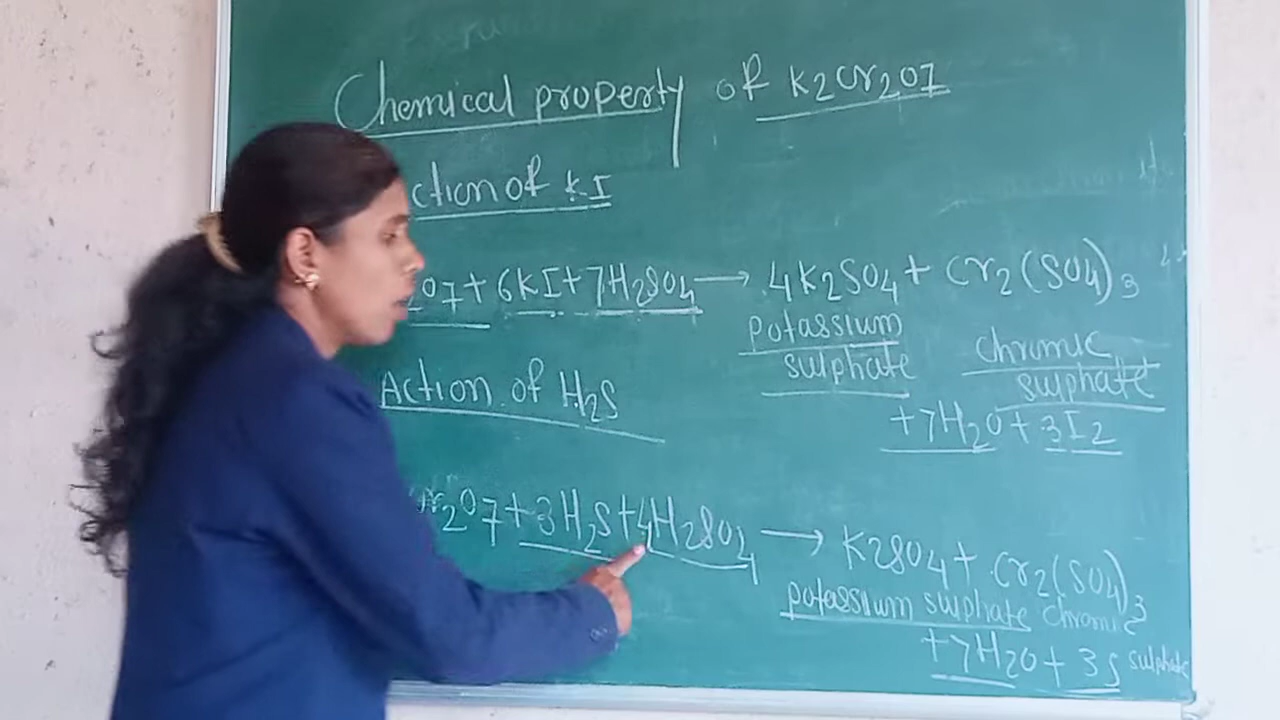 Chemical property of K2Cr2O7
ction of KI
2O7 + 6KI + 7H2SO4 → 4K2SO4 + Cr2(SO4)3
potassium sulphate
chromic sulphate
+ 7H2O + 3I2
Action of H2S
Cr2O7 + 3H2S + 4H2SO4 → K2SO4 + Cr2(SO4)3
potassium sulphate chromic
+ 7H2O + 3S sulphate